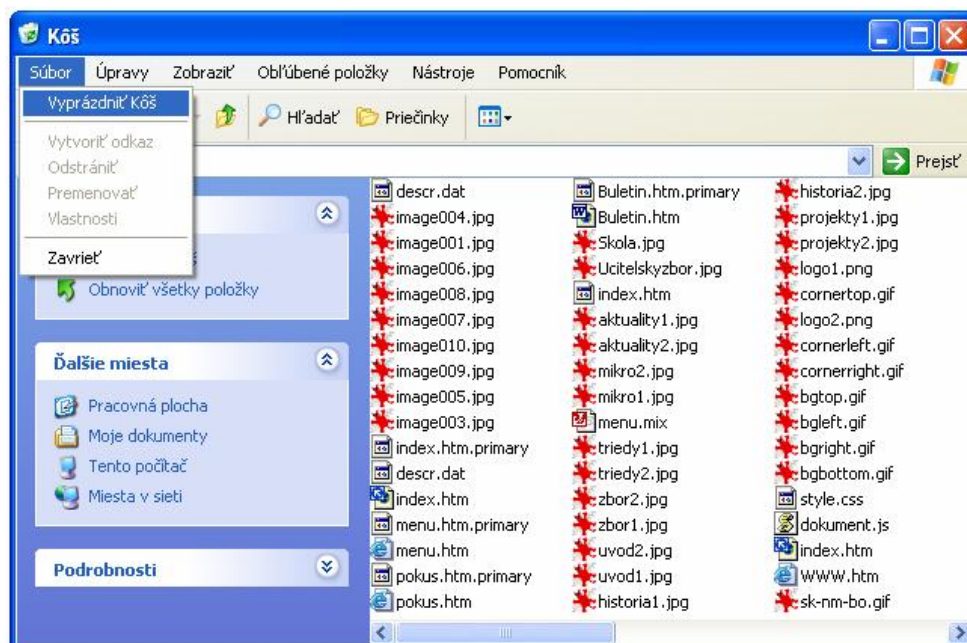 Kôš
Súbor Úpravy Zobraziť Obľúbené položky Nástroje Pomocník
Vyprázdniť Kôš
Vytvoriť odkaz
Odstrániť
Premenovať
Vlastnosti
Zavrieť
Hľadať Priečinky
Prejsť
Obnoviť všetky položky
Ďalšie miesta
Pracovná plocha
Moje dokumenty
Tento počítač
Miesta v sieti
Podrobnosti
descr.dat
image004.jpg
image001.jpg
image006.jpg
image008.jpg
image007.jpg
image010.jpg
image009.jpg
image005.jpg
image003.jpg
index.htm.primary
descr.dat
index.htm
menu.htm.primary
menu.htm
pokus.htm.primary
pokus.htm
Buletin.htm.primary
Buletin.htm
Skola.jpg
Ucitelskyzbor.jpg
index.htm
aktuality1.jpg
aktuality2.jpg
mikro2.jpg
mikro1.jpg
menu.mix
triedy1.jpg
triedy2.jpg
zbor2.jpg
zbor1.jpg
uvod2.jpg
uvod1.jpg
historia1.jpg
historia2.jpg
projekty1.jpg
projekty2.jpg
logo1.png
cornertop.gif
logo2.png
cornerleft.gif
cornerright.gif
bgtop.gif
bgleft.gif
bgright.gif
bgbottom.gif
style.css
dokument.js
index.htm
WWW.htm
sk-nm-bo.gif